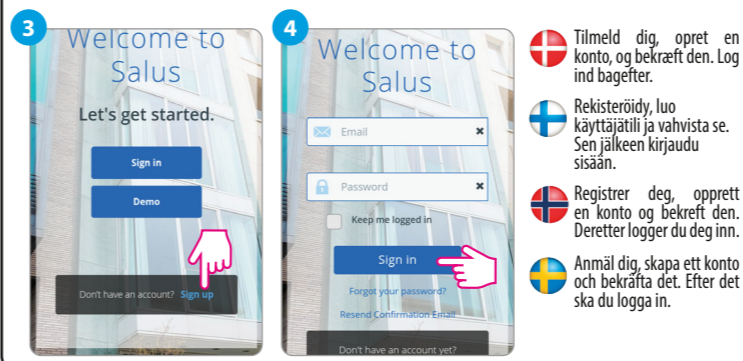 3
Welcome to
Salus
Let's get started.
Sign in
Demo
Don't have an account? Sign up
4
Welcome to
Salus
Email
Password
Keep me logged in
Sign in
Forgot your password?
Resend Confirmation Email
Don't have an account yet?
Tilmeld dig, opret en
konto, og bekræft den. Log
ind bagefter.
Rekisteröidy, luo
käyttäjätili ja vahvista se.
Sen jälkeen kirjaudu
sisään.
Registrer deg, opprett
en konto og bekreft den.
Deretter logger du deg inn.
Anmäl dig, skapa ett konto
och bekräfta det. Efter det
ska du logga in.